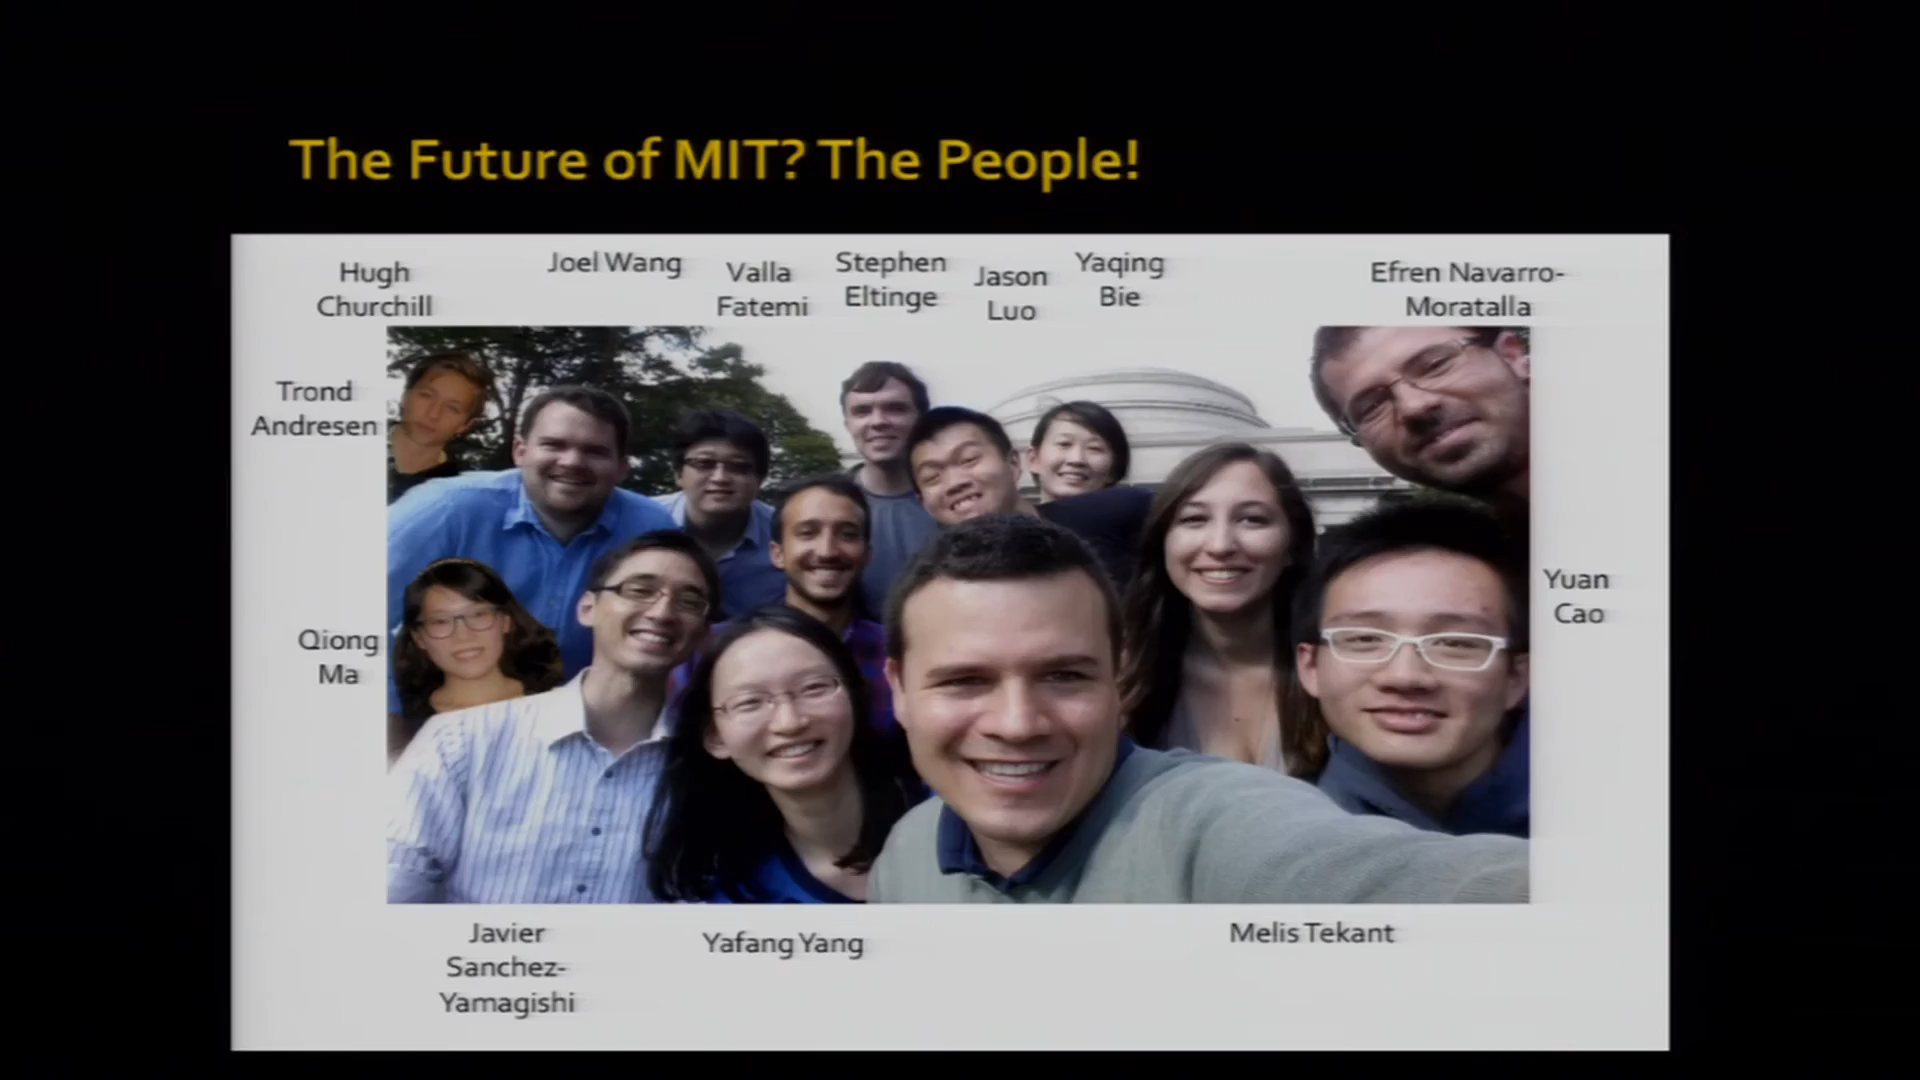 The Future of MIT? The People!
Hugh
Churchill
Joel Wang
Valla
Fatemi
Stephen
Eltinge
Jason
Luo
Yaqing
Bie
Efren Navarro-
Moratalla
Trond
Andresen
Yuan
Cao
Qiong
Ma
Javier
Sanchez-
Yamagishi
Yafang Yang
Melis Tekant